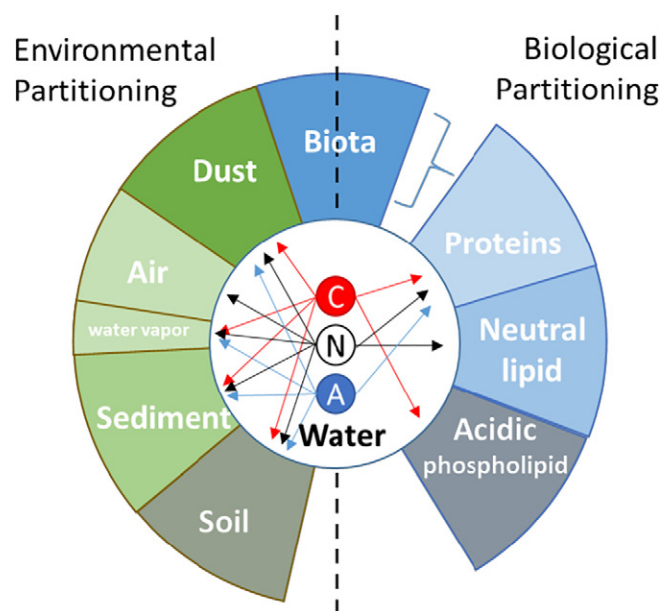 Environmental
Partitioning
Biological
Partitioning
Biota
Dust
Air
water vapor
Sediment
Soil
Proteins
Neutral
lipid
Acidic
phospholipid
C
N
A
Water